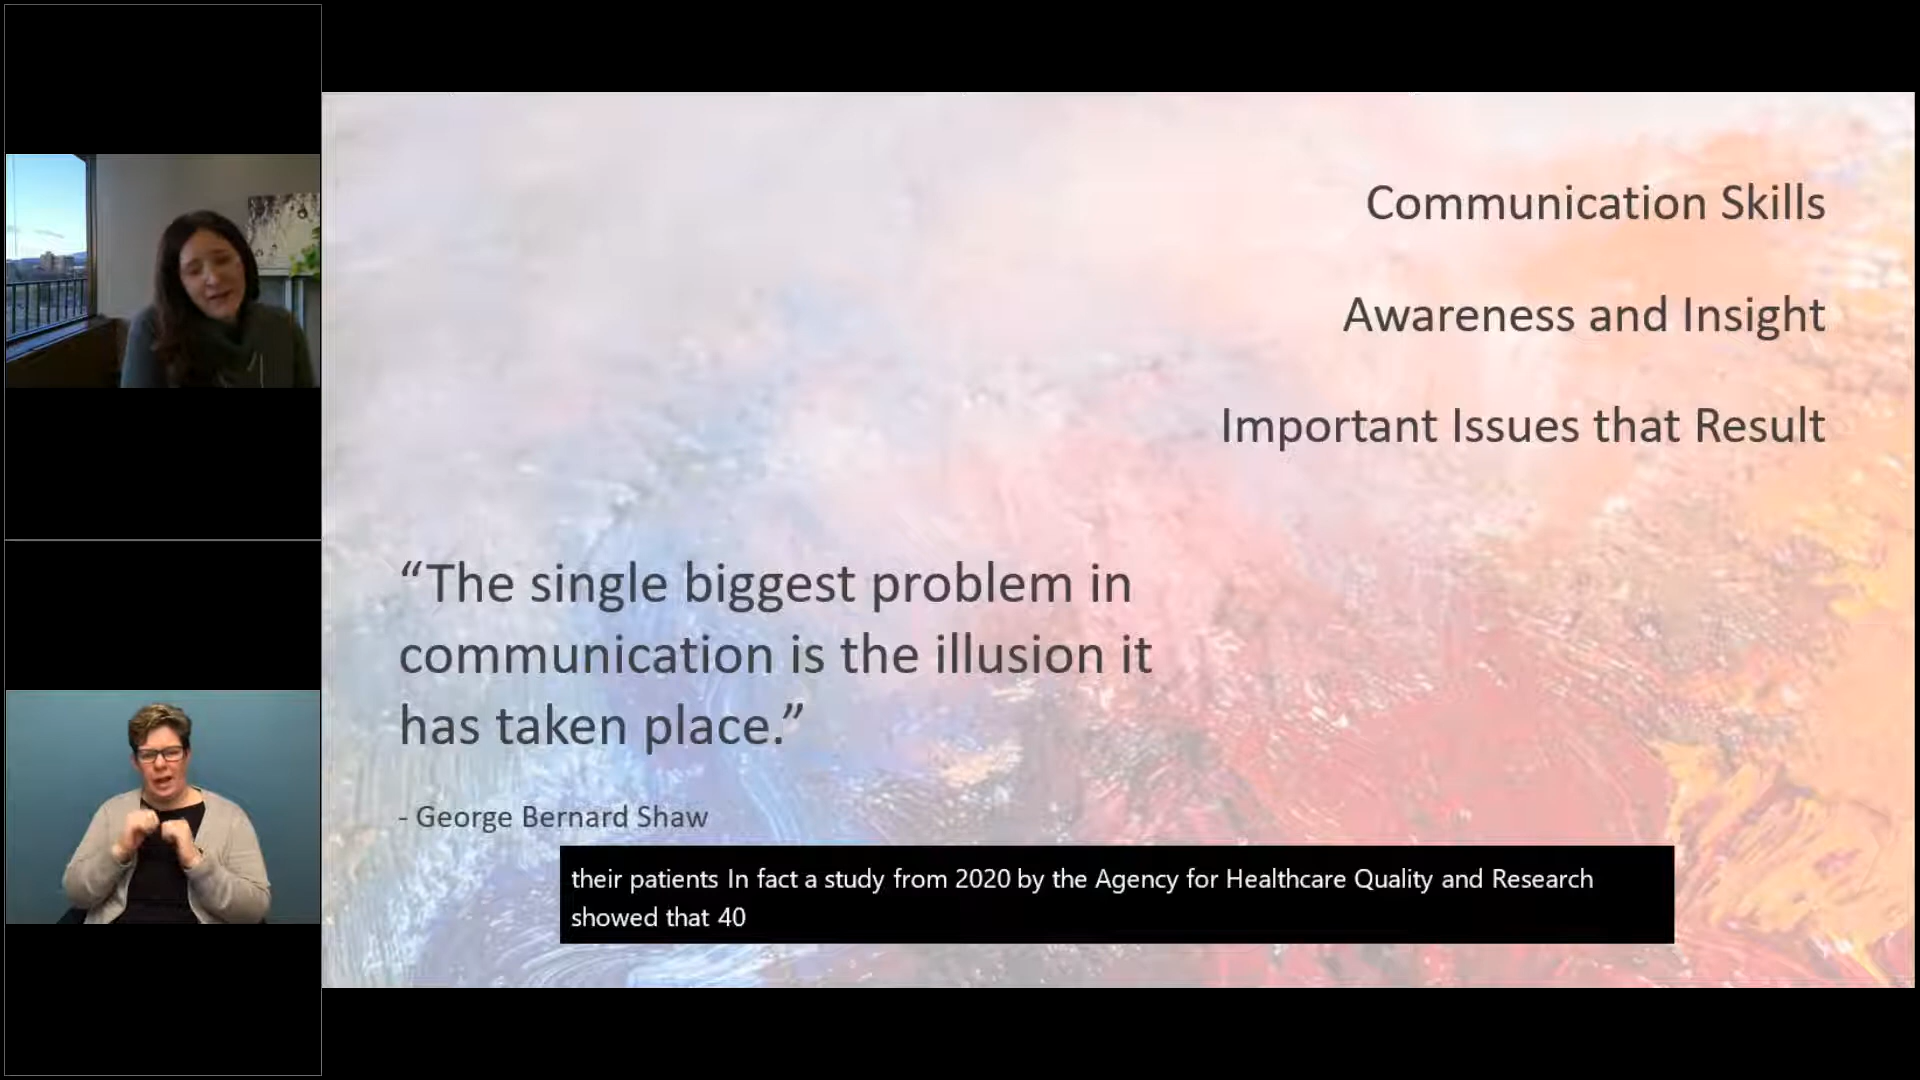 Communication Skills
Awareness and Insight
Important Issues that Result
“The single biggest problem in
communication is the illusion it
has taken place.”
- George Bernard Shaw
their patients In fact a study from 2020 by the Agency for Healthcare Quality and Research
showed that 40